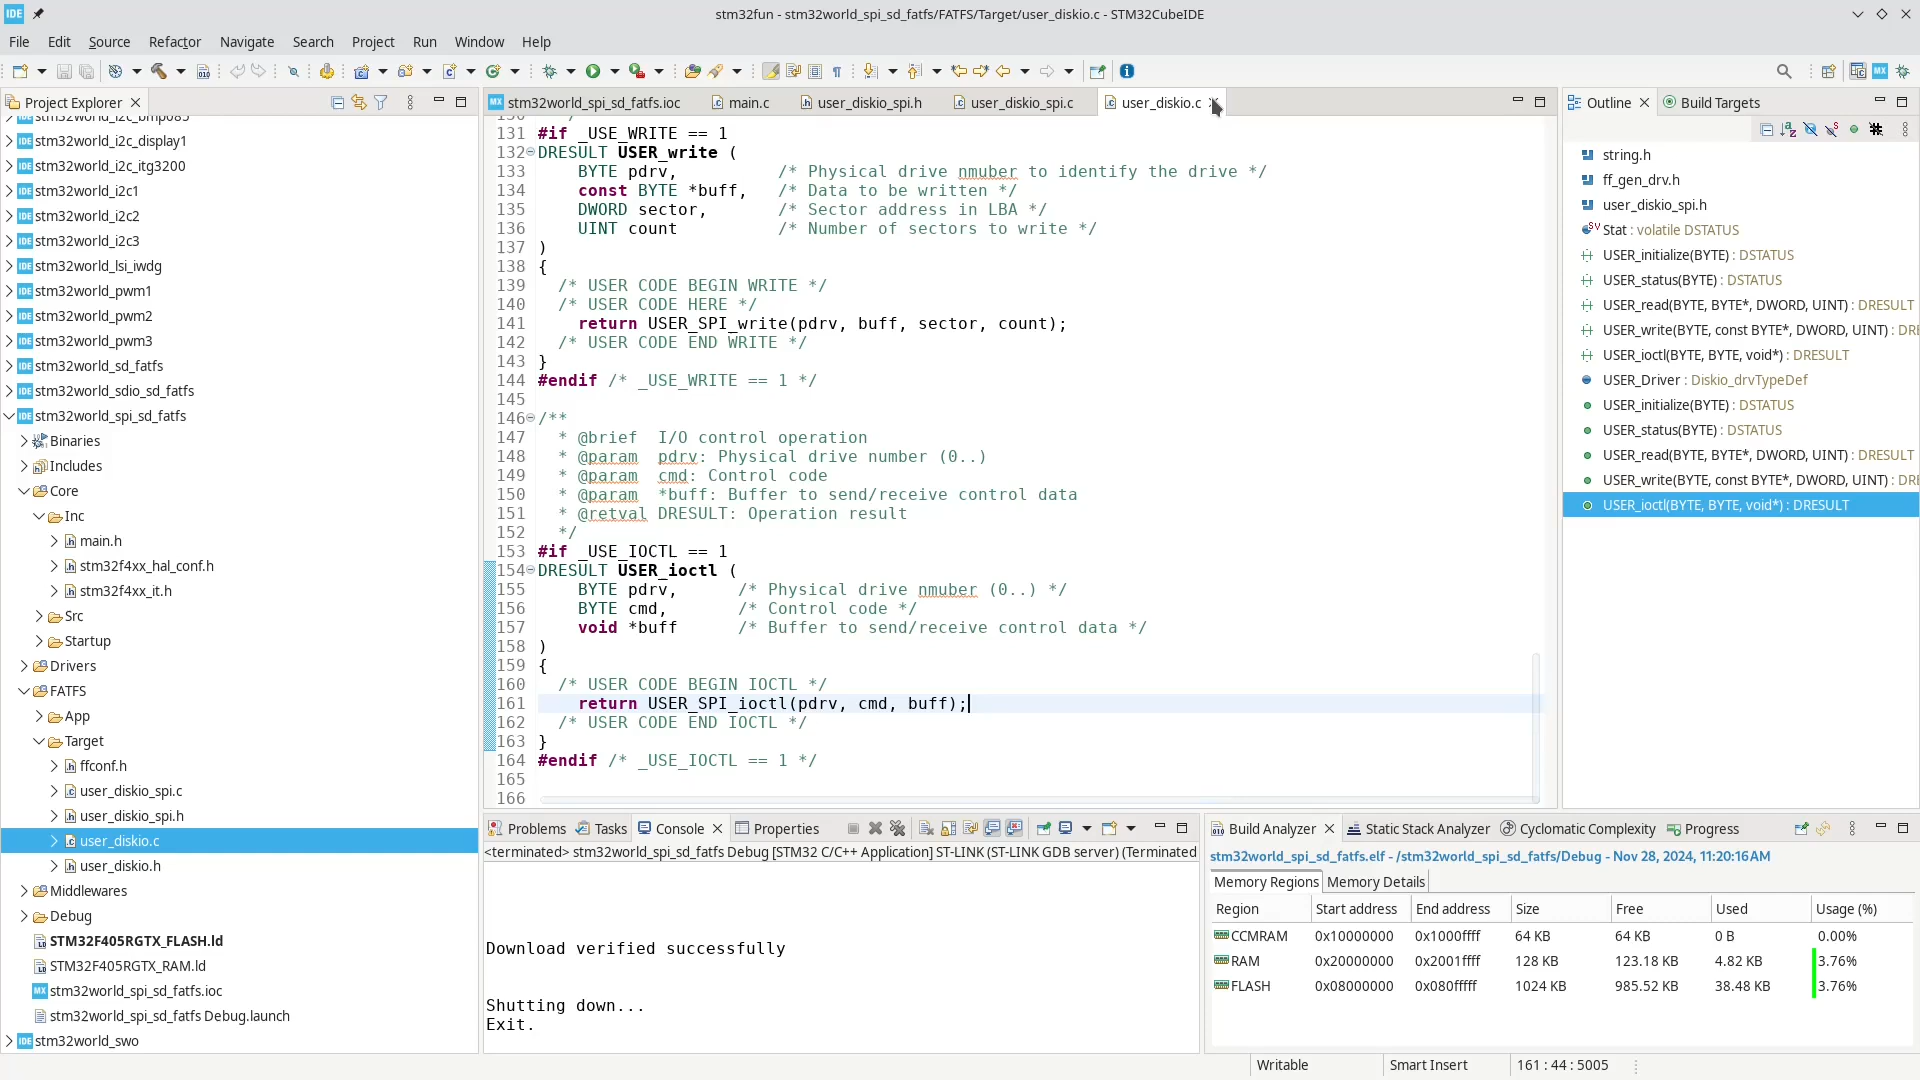 IDE
stm32fun - stm32world_spi_sd_fatfs/FATFS/Target/user_diskio.c - STM32CubeIDE
File Edit Source Refactor Navigate Search Project Run Window Help
Project Explorer
stm32world_i2c_bmp085
stm32world_i2c_display1
stm32world_i2c_itg3200
stm32world_i2c1
stm32world_i2c2
stm32world_i2c3
stm32world_lsi_iwdg
stm32world_pwm1
stm32world_pwm2
stm32world_pwm3
stm32world_sd_fatfs
stm32world_sdio_sd_fatfs
stm32world_spi_sd_fatfs
Binaries
Includes
Core
Inc
main.h
stm32f4xx_hal_conf.h
stm32f4xx_it.h
Src
Startup
Drivers
FATFS
App
Target
ffconf.h
user_diskio_spi.c
user_diskio_spi.h
user_diskio.c
user_diskio.h
Middlewares
Debug
STM32F405RGTX_FLASH.ld
STM32F405RGTX_RAM.ld
stm32world_spi_sd_fatfs.ioc
stm32world_spi_sd_fatfs Debug.launch
stm32world_swo
stm32world_spi_sd_fatfs.ioc main.c user_diskio_spi.h user_diskio_spi.c user_diskio.c
131 #if _USE_WRITE == 1
132 DRESULT USER_write (
133 BYTE pdrv, /* Physical drive nmuber to identify the drive */
134 const BYTE *buff, /* Data to be written */
135 DWORD sector, /* Sector address in LBA */
136 UINT count /* Number of sectors to write */
137 )
138 {
139 /* USER CODE BEGIN WRITE */
140 /* USER CODE HERE */
141 return USER_SPI_write(pdrv, buff, sector, count);
142 /* USER CODE END WRITE */
143 }
144 #endif /* _USE_WRITE == 1 */
145
146 /**
147 * @brief I/O control operation
148 * @param pdrv: Physical drive number (0..)
149 * @param cmd: Control code
150 * @param *buff: Buffer to send/receive control data
151 * @retval DRESULT: Operation result
152 */
153 #if _USE_IOCTL == 1
154 DRESULT USER_ioctl (
155 BYTE pdrv, /* Physical drive nmuber (0..) */
156 BYTE cmd, /* Control code */
157 void *buff /* Buffer to send/receive control data */
158 )
159 {
160 /* USER CODE BEGIN IOCTL */
161 return USER_SPI_ioctl(pdrv, cmd, buff);
162 /* USER CODE END IOCTL */
163 }
164 #endif /* _USE_IOCTL == 1 */
165
166
Outline Build Targets
string.h
ff_gen_drv.h
user_diskio_spi.h
Stat : volatile DSTATUS
USER_initialize(BYTE) : DSTATUS
USER_status(BYTE) : DSTATUS
USER_read(BYTE, BYTE*, DWORD, UINT) : DRESULT
USER_write(BYTE, const BYTE*, DWORD, UINT) : DRE
USER_ioctl(BYTE, BYTE, void*) : DRESULT
USER_Driver : Diskio_drvTypeDef
USER_initialize(BYTE) : DSTATUS
USER_status(BYTE) : DSTATUS
USER_read(BYTE, BYTE*, DWORD, UINT) : DRESULT
USER_write(BYTE, const BYTE*, DWORD, UINT) : DRE
USER_ioctl(BYTE, BYTE, void*) : DRESULT
Problems Tasks Console Properties
<terminated> stm32world_spi_sd_fatfs Debug [STM32 C/C++ Application] ST-LINK (ST-LINK GDB server) (Terminated
Download verified successfully
Shutting down...
Exit.
Build Analyzer Static Stack Analyzer Cyclomatic Complexity Progress
stm32world_spi_sd_fatfs.elf - /stm32world_spi_sd_fatfs/Debug - Nov 28, 2024, 11:20:16 AM
Memory Regions Memory Details
Region Start address End address Size Free Used Usage (%)
CCMRAM 0x10000000 0x1000ffff 64 KB 64 KB 0 B 0.00%
RAM 0x20000000 0x2001ffff 128 KB 123.18 KB 4.82 KB 3.76%
FLASH 0x08000000 0x080fffff 1024 KB 985.52 KB 38.48 KB 3.76%
Writable Smart Insert 161 : 44 : 5005